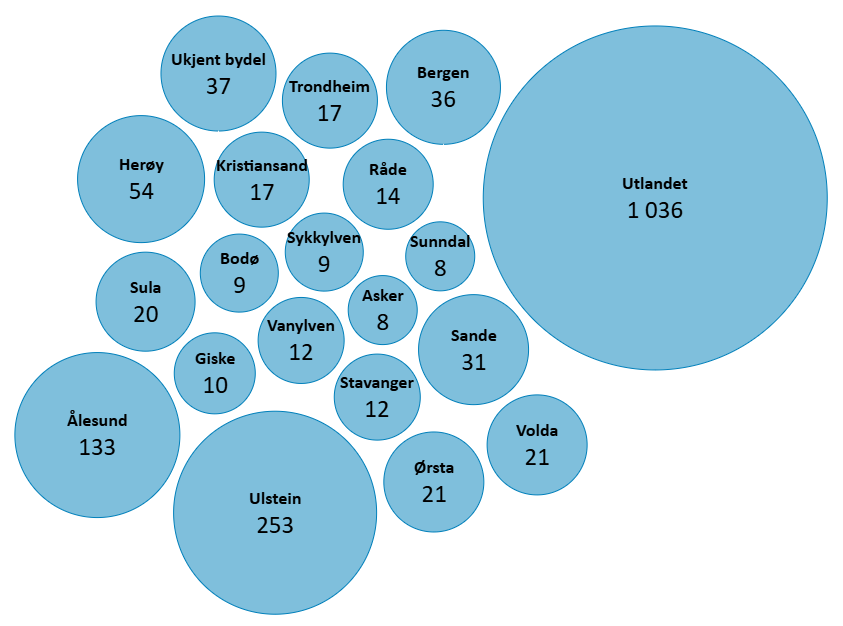 Ukjent bydel
37
Trondheim
17
Bergen
36
Herøy
54
Kristiansand
17
Råde
14
Utlandet
1 036
Sykkylven
9
Sunndal
8
Bodø
9
Sula
20
Asker
8
Vanylven
12
Sande
31
Giske
10
Stavanger
12
Ålesund
133
Volda
21
Ørsta
21
Ulstein
253